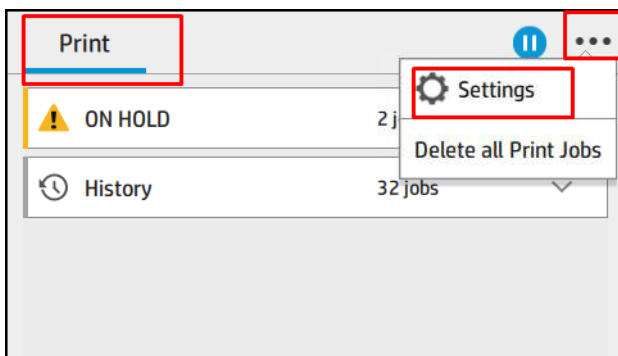 Print
Settings
ON HOLD
2 j
Delete all Print Jobs
History
32 jobs